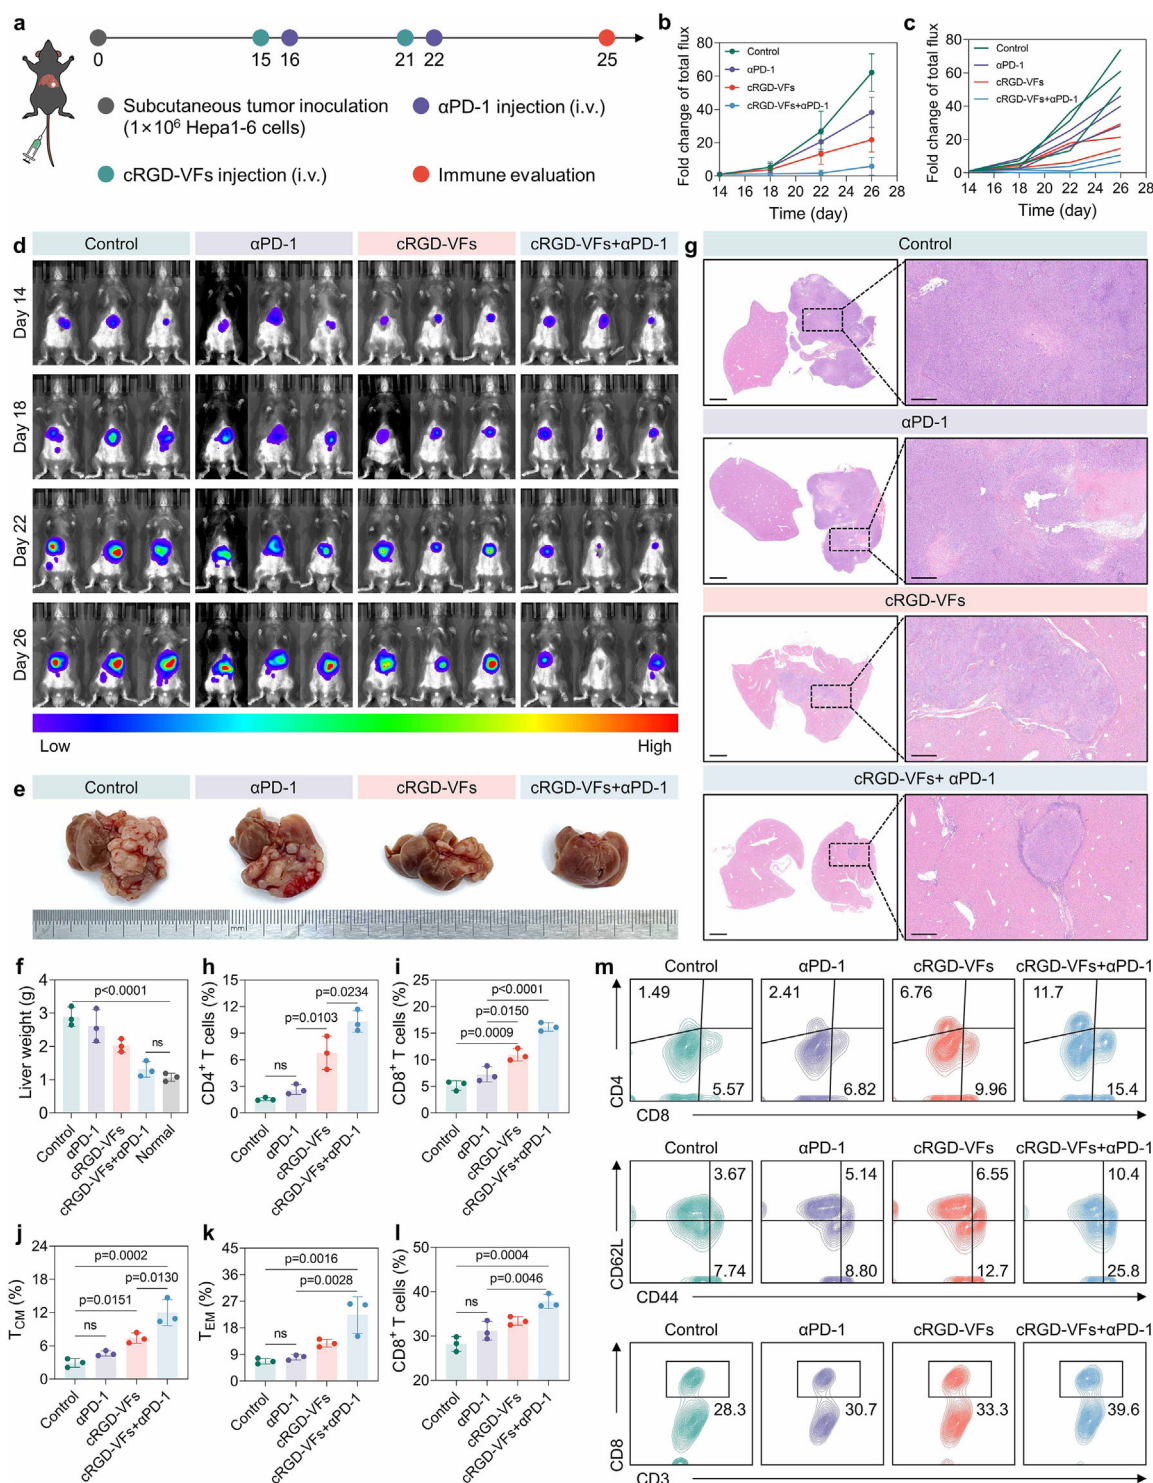 a
0 15 16 21 22 25
Subcutaneous tumor inoculation
(1×10⁶ Hepa1-6 cells)
αPD-1 injection (i.v.)
cRGD-VFs injection (i.v.)
Immune evaluation
b
Fold change of total flux
80
60
40
20
0
Control
αPD-1
cRGD-VFs
cRGD-VFs+αPD-1
14 16 18 20 22 24 26 28
Time (day)
c
Fold change of total flux
80
60
40
20
0
Control
αPD-1
cRGD-VFs
cRGD-VFs+αPD-1
14 16 18 20 22 24 26 28
Time (day)
d
Control αPD-1 cRGD-VFs cRGD-VFs+αPD-1
Day 14
Day 18
Day 22
Day 26
Low High
e
Control αPD-1 cRGD-VFs cRGD-VFs+αPD-1
mm
g
Control
αPD-1
cRGD-VFs
cRGD-VFs+ αPD-1
f
Liver weight (g)
4
3
2
1
0
p<0.0001
ns
Control αPD-1 cRGD-VFs cRGD-VFs+αPD-1 Normal
h
CD4⁺ T cells (%)
15
12
9
6
3
0
p=0.0234
p=0.0103
ns
Control αPD-1 cRGD-VFs cRGD-VFs+αPD-1
i
CD8⁺ T cells (%)
25
20
15
10
5
0
p<0.0001
p=0.0150
p=0.0009
Control αPD-1 cRGD-VFs cRGD-VFs+αPD-1
j
T_CM (%)
24
18
12
6
0
p=0.0002
p=0.0130
p=0.0151
ns
Control αPD-1 cRGD-VFs cRGD-VFs+αPD-1
k
T_EM (%)
45
36
27
18
9
0
p=0.0016
p=0.0028
ns
Control αPD-1 cRGD-VFs cRGD-VFs+αPD-1
l
CD8⁺ T cells (%)
50
40
30
20
p=0.0004
p=0.0046
ns
Control αPD-1 cRGD-VFs cRGD-VFs+αPD-1
m
Control αPD-1 cRGD-VFs cRGD-VFs+αPD-1
1.49 2.41 6.76 11.7
5.57 6.82 9.96 15.4
CD4
CD8
Control αPD-1 cRGD-VFs cRGD-VFs+αPD-1
3.67 5.14 6.55 10.4
7.74 8.80 12.7 25.8
CD62L
CD44
Control αPD-1 cRGD-VFs cRGD-VFs+αPD-1
28.3 30.7 33.3 39.6
CD8
CD3